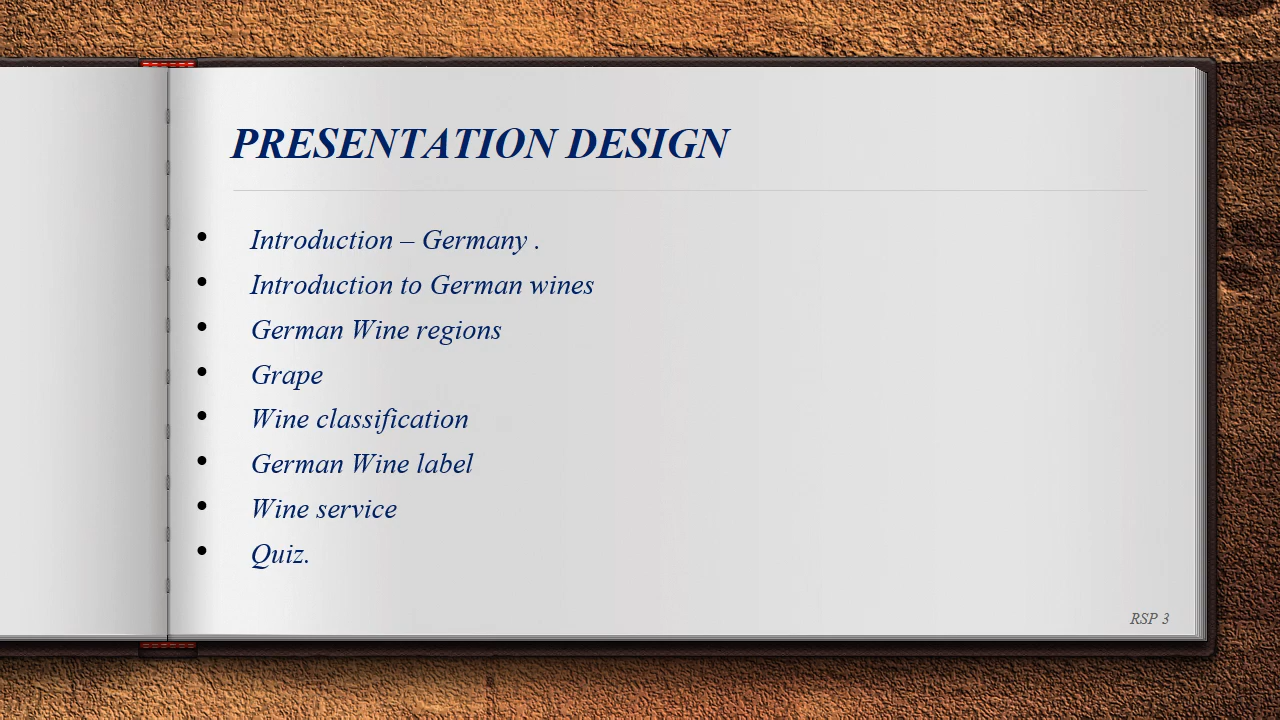 PRESENTATION DESIGN
• Introduction – Germany .
• Introduction to German wines
• German Wine regions
• Grape
• Wine classification
• German Wine label
• Wine service
• Quiz.
RSP 3